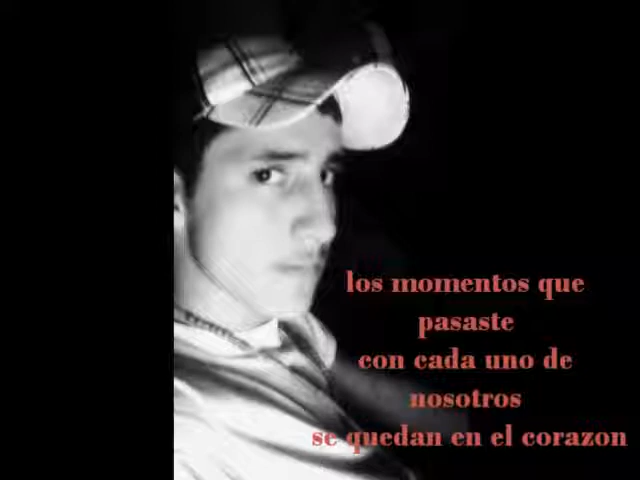 los momentos que
pasaste
con cada uno de
nosotros
se quedan en el corazon